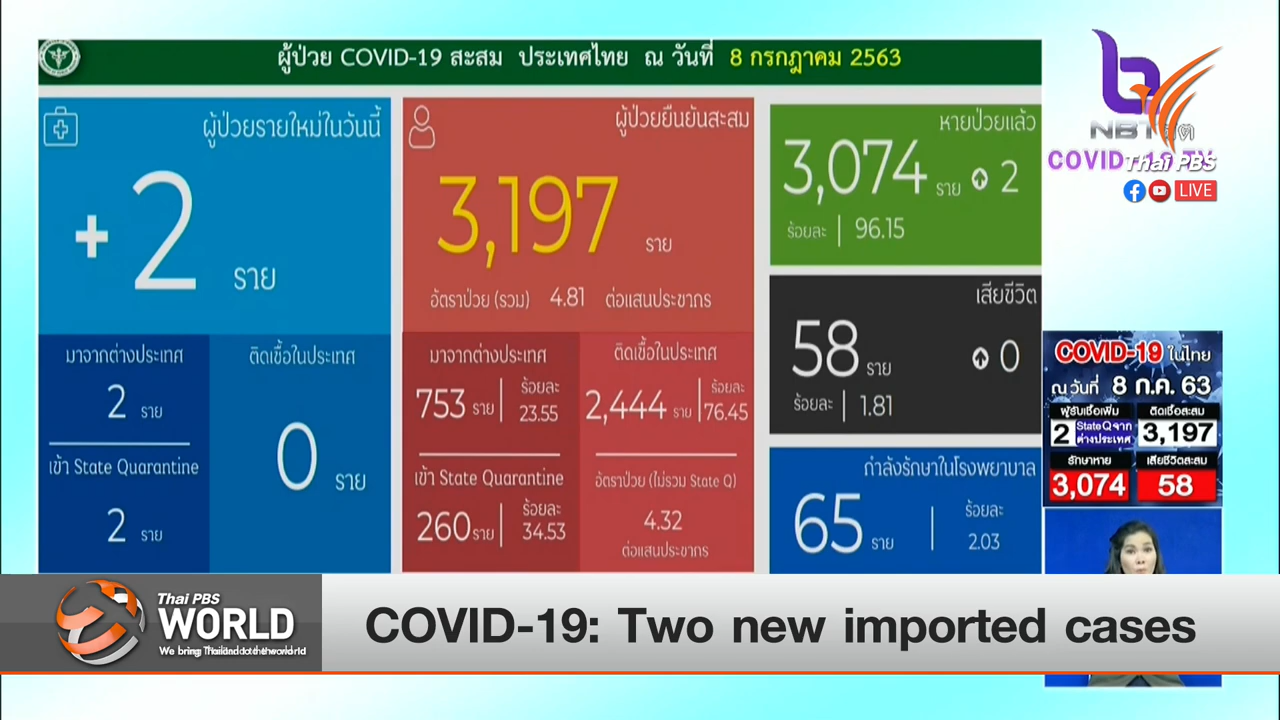 ผู้ป่วย COVID-19 สะสม ประเทศไทย ณ วันที่ 8 กรกฎาคม 2563
ผู้ป่วยรายใหม่ในวันนี้
+2 ราย
มาจากต่างประเทศ
2 ราย
เข้า State Quarantine
2 ราย
ติดเชื้อในประเทศ
0 ราย
ผู้ป่วยยืนยันสะสม
3,197 ราย
อัตราป่วย (รวม) 4.81 ต่อแสนประชากร
มาจากต่างประเทศ
753 ราย ร้อยละ 23.55
เข้า State Quarantine
260 ราย ร้อยละ 34.53
ติดเชื้อในประเทศ
2,444 ราย ร้อยละ 76.45
อัตราป่วย (ไม่รวม State Q)
4.32
ต่อแสนประชากร
หายป่วยแล้ว
3,074 ราย 2
ร้อยละ 96.15
เสียชีวิต
58 ราย 0
ร้อยละ 1.81
กำลังรักษาในโรงพยาบาล
65 ราย ร้อยละ 2.03
NBT
COVID-19 TV
Thai PBS
LIVE
COVID-19 ในไทย
ณ วันที่ 8 ก.ค. 63
ผู้รับเชื้อเพิ่ม
2 State Q จาก
ต่างประเทศ
ติดเชื้อสะสม
3,197
รักษาหาย
3,074
เสียชีวิตสะสม
58
Thai PBS
WORLD
We bring Thailand to the world
COVID-19: Two new imported cases